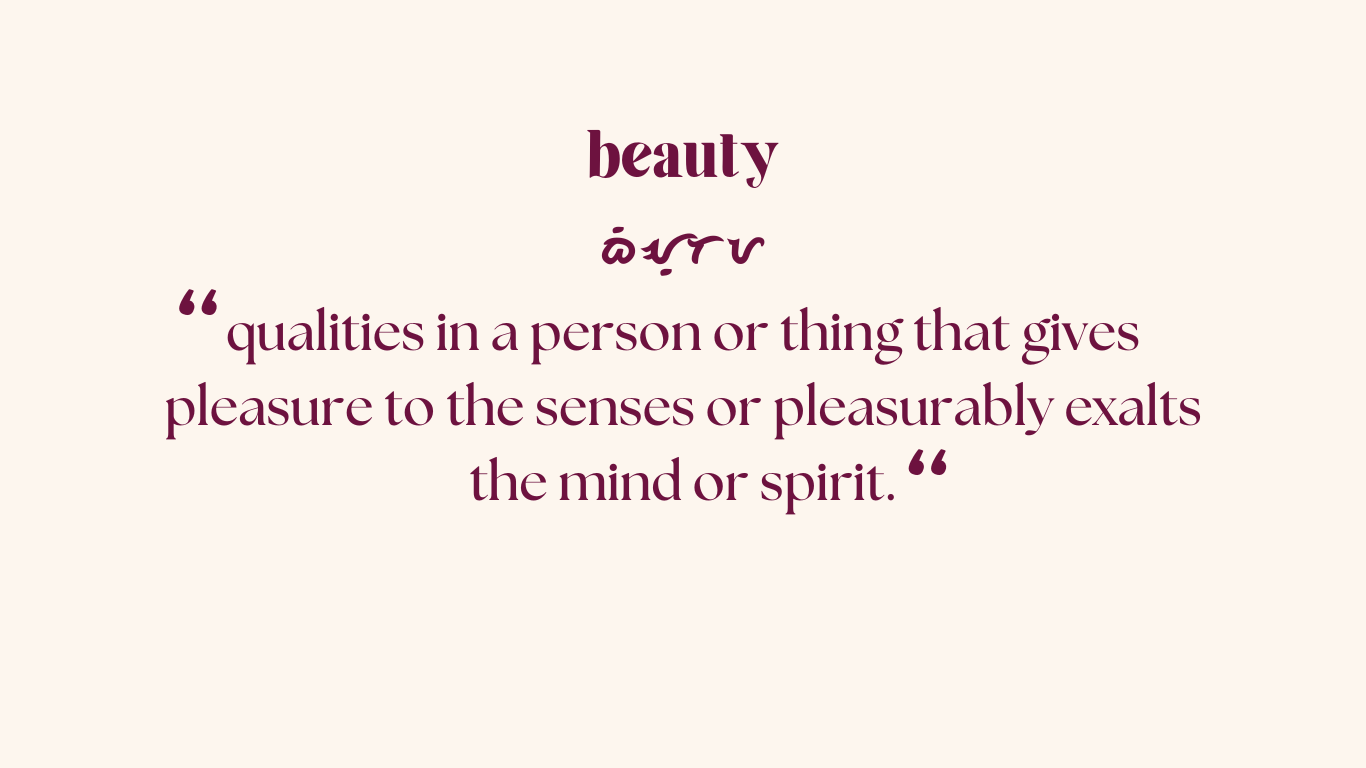 beauty
“qualities in a person or thing that gives
pleasure to the senses or pleasurably exalts
the mind or spirit.“